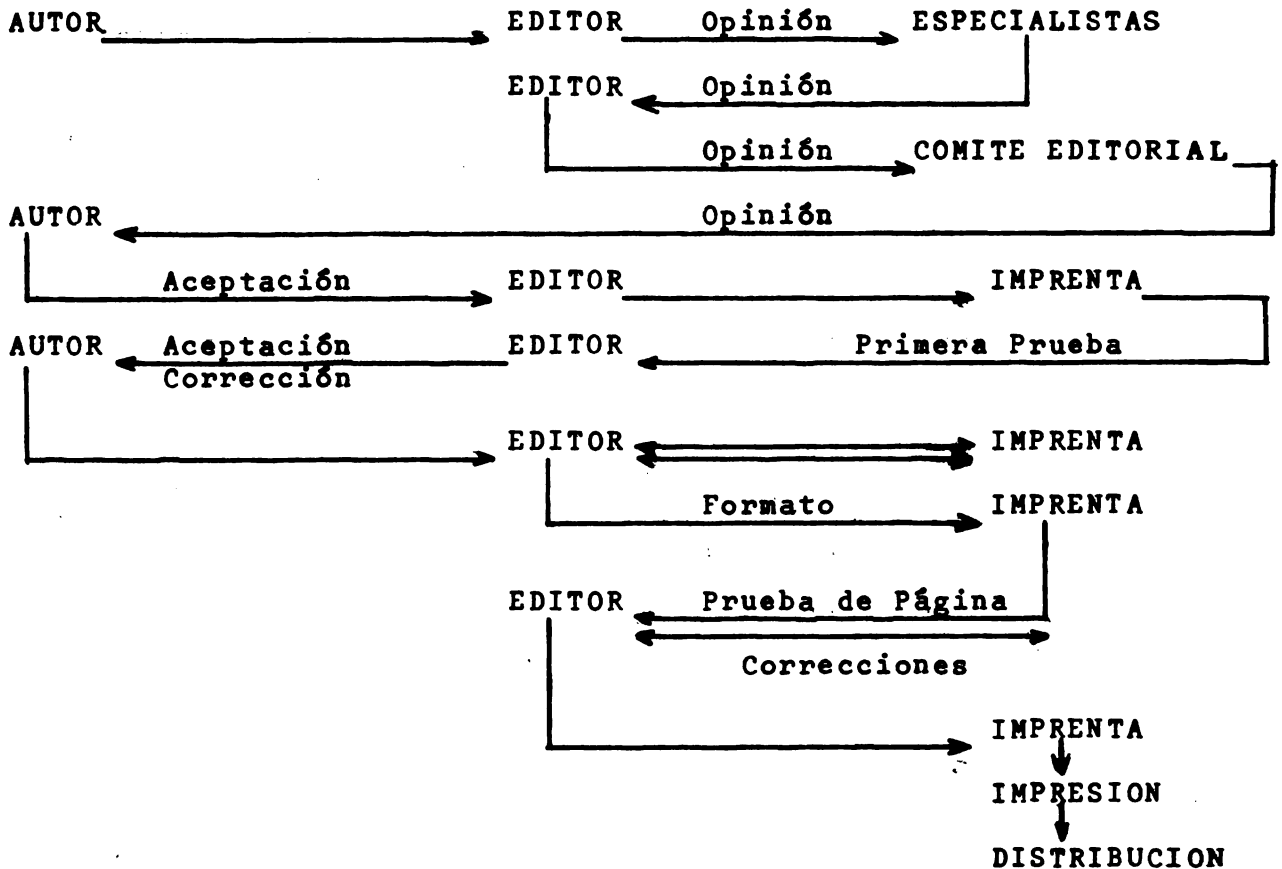 AUTOR EDITOR Opinión ESPECIALISTAS
EDITOR Opinión
Opinión COMITE EDITORIAL
AUTOR Opinión
Aceptación EDITOR IMPRENTA
AUTOR Aceptación EDITOR Primera Prueba
Corrección
EDITOR IMPRENTA
Formato IMPRENTA
EDITOR Prueba de Página
Correcciones
IMPRENTA
IMPRESION
DISTRIBUCION